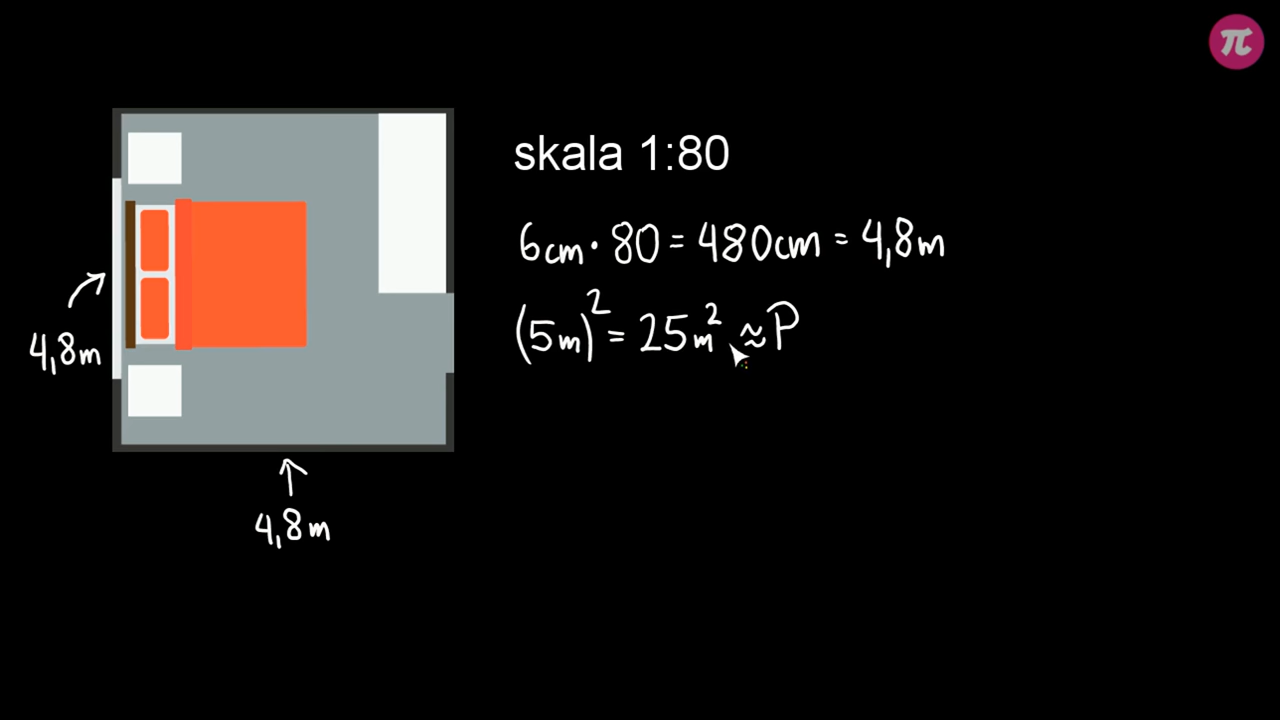 π
skala 1:80
6cm · 80 = 480cm = 4,8m
(5m)² = 25m² ≈ P
4,8m
4,8m